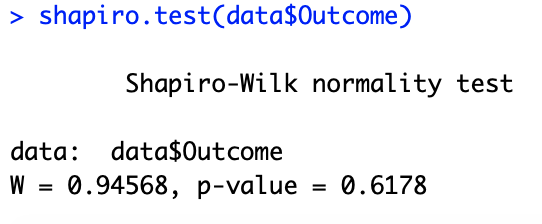 > shapiro.test(data$Outcome)
Shapiro-Wilk normality test
data:  data$Outcome
W = 0.94568, p-value = 0.6178